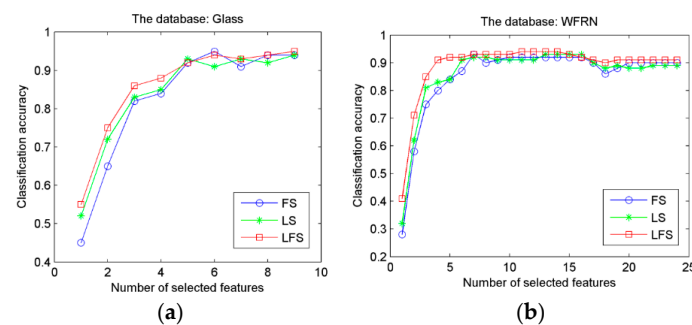 The database: Glass
1
0.9
0.8
0.7
0.6
0.5
0.4
Classification accuracy
FS
LS
LFS
0 2 4 6 8 10
Number of selected features
(a)
The database: WFRN
1
0.9
0.8
0.7
0.6
0.5
0.4
0.3
0.2
Classification accuracy
FS
LS
LFS
0 5 10 15 20 25
Number of selected features
(b)